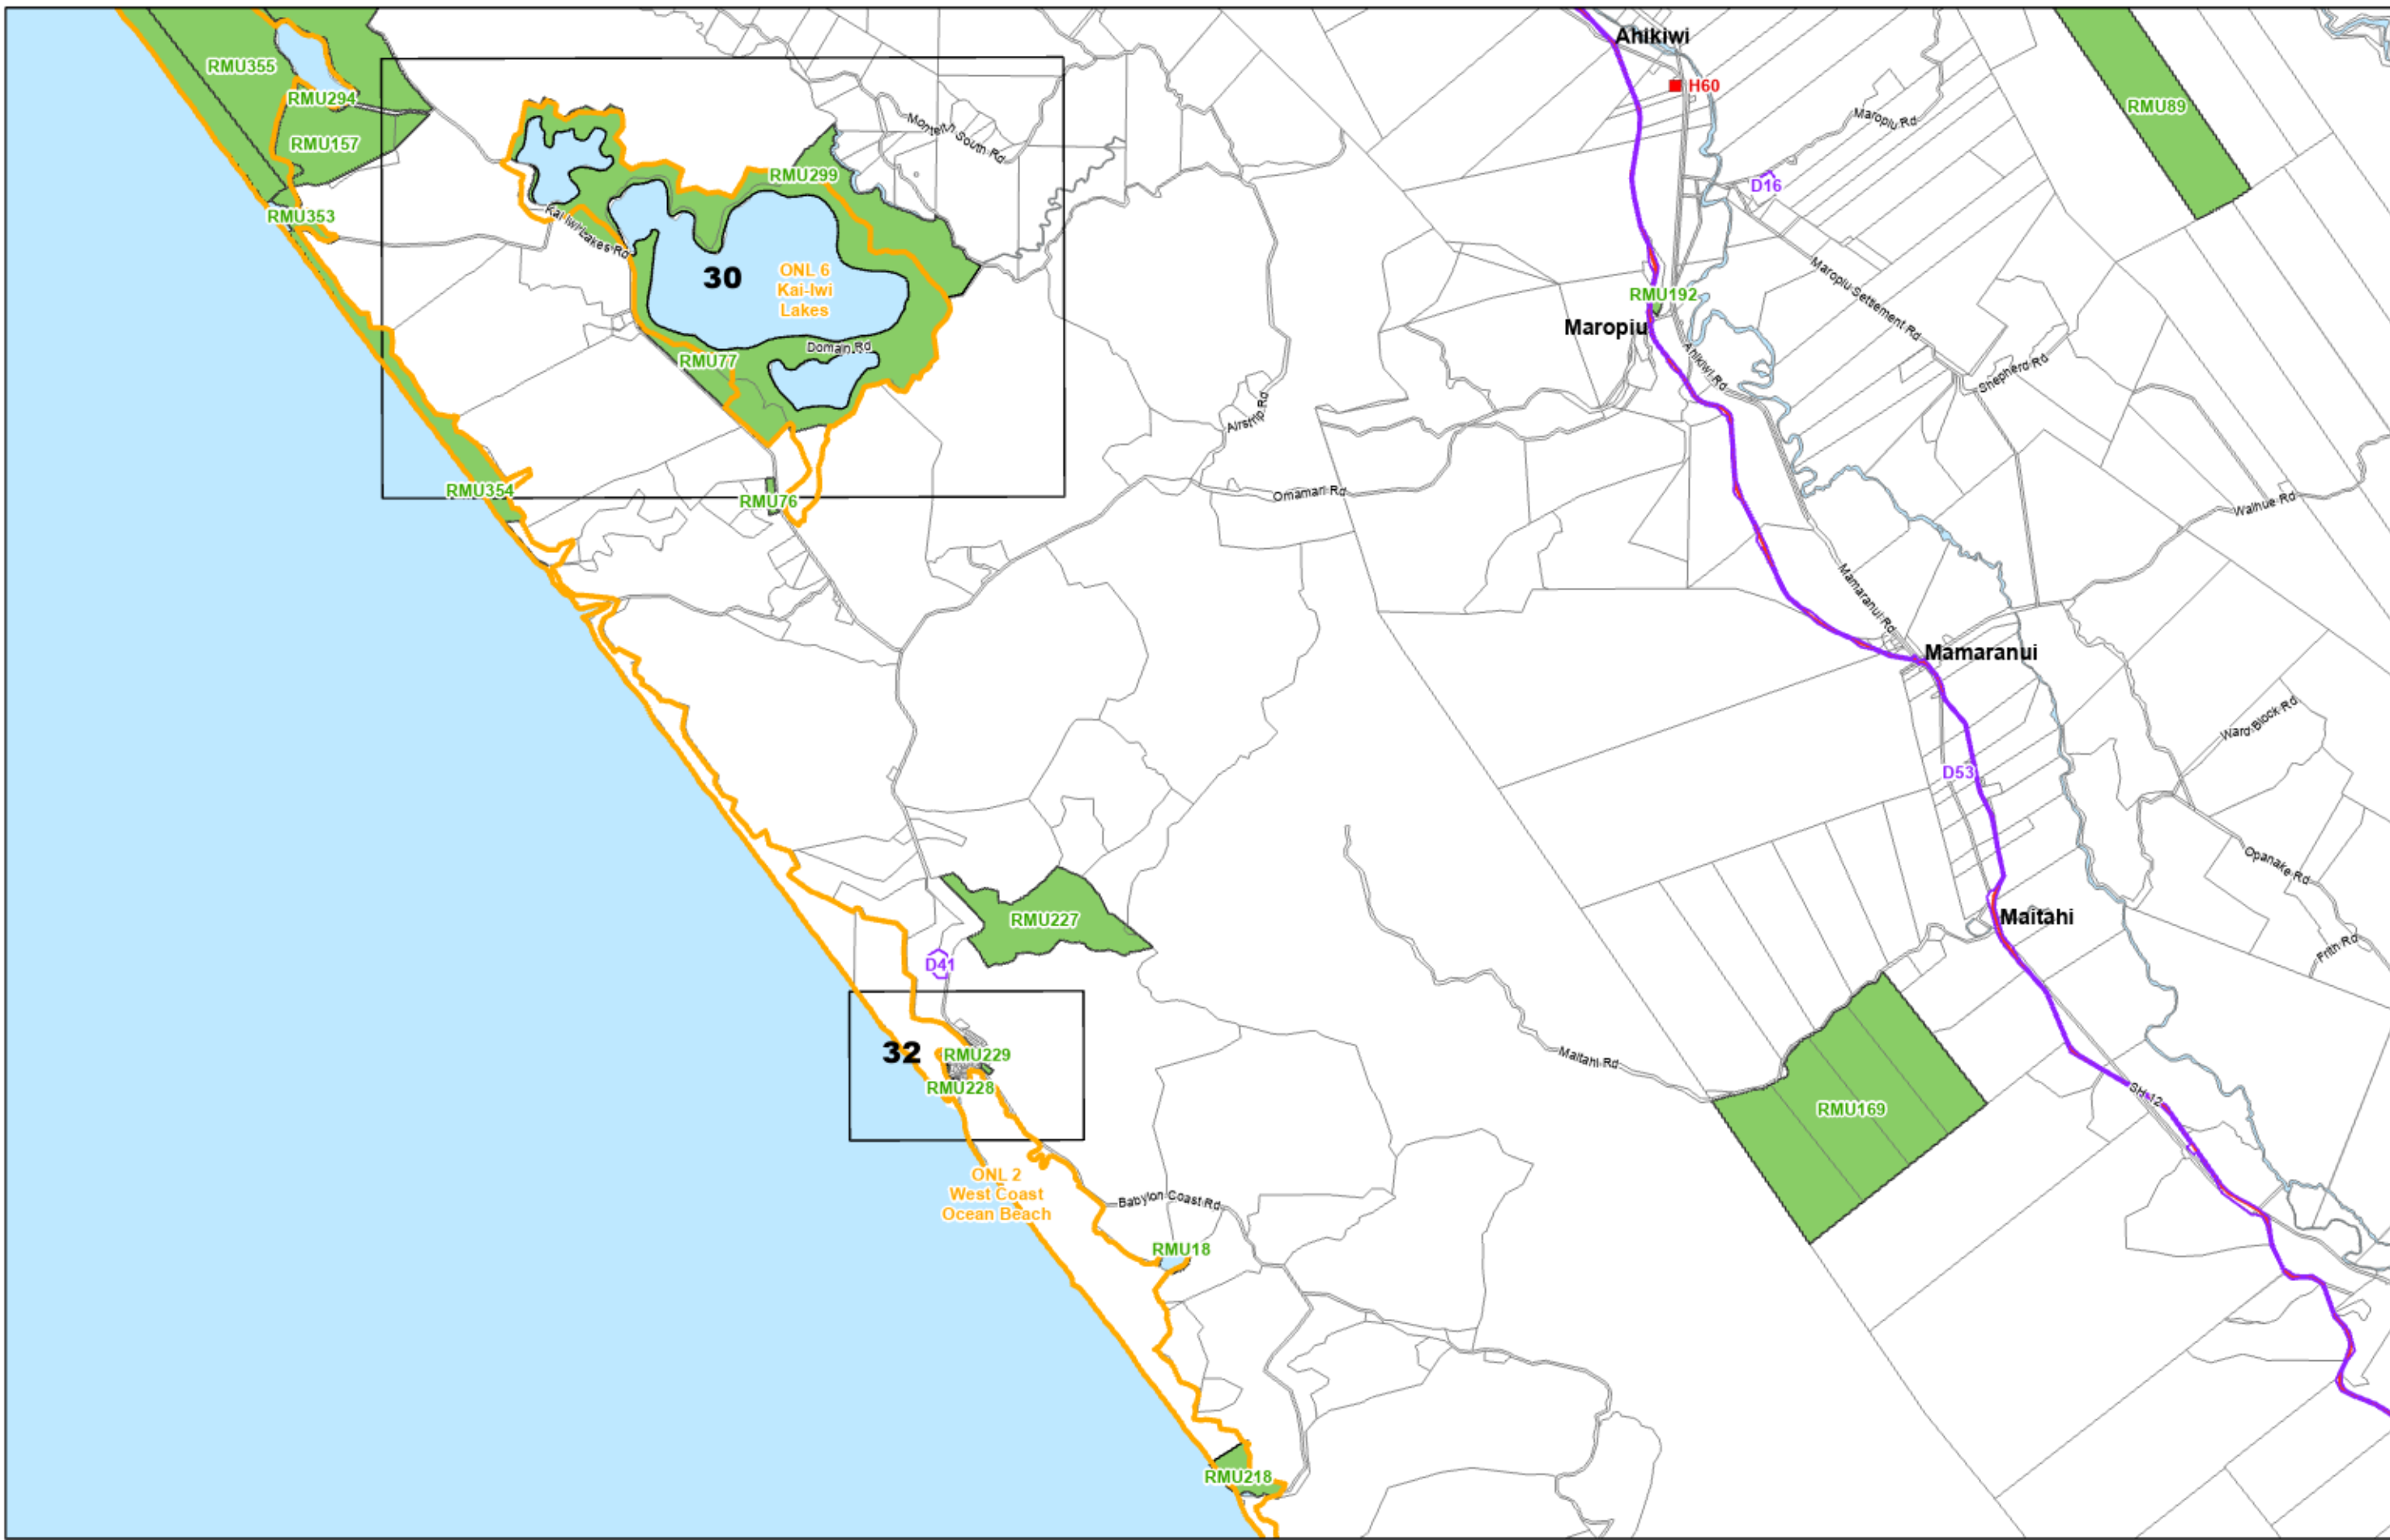 Ahikiwi
RMU355
H60
RMU294
RMU89
Maropiu Rd
Monteith South Rd
RMU157
RMU299
D16
RMU353
Kai Iwi Lakes Rd
30
ONL 6
Kai-Iwi
Lakes
RMU192
Maropiu Settlement Rd
Maropiu
Domain Rd
RMU77
Ahikiwi Rd
Shepherd Rd
Airstrip Rd
RMU354
RMU76
Omamari Rd
Waihue Rd
Mamaranui Rd
Mamaranui
Ward Block Rd
D53
Opanake Rd
RMU227
Maitahi
Frith Rd
D41
32
RMU229
Maitahi Rd
RMU228
SH 12
RMU169
ONL 2
West Coast
Ocean Beach
Babylon Coast Rd
RMU18
RMU218